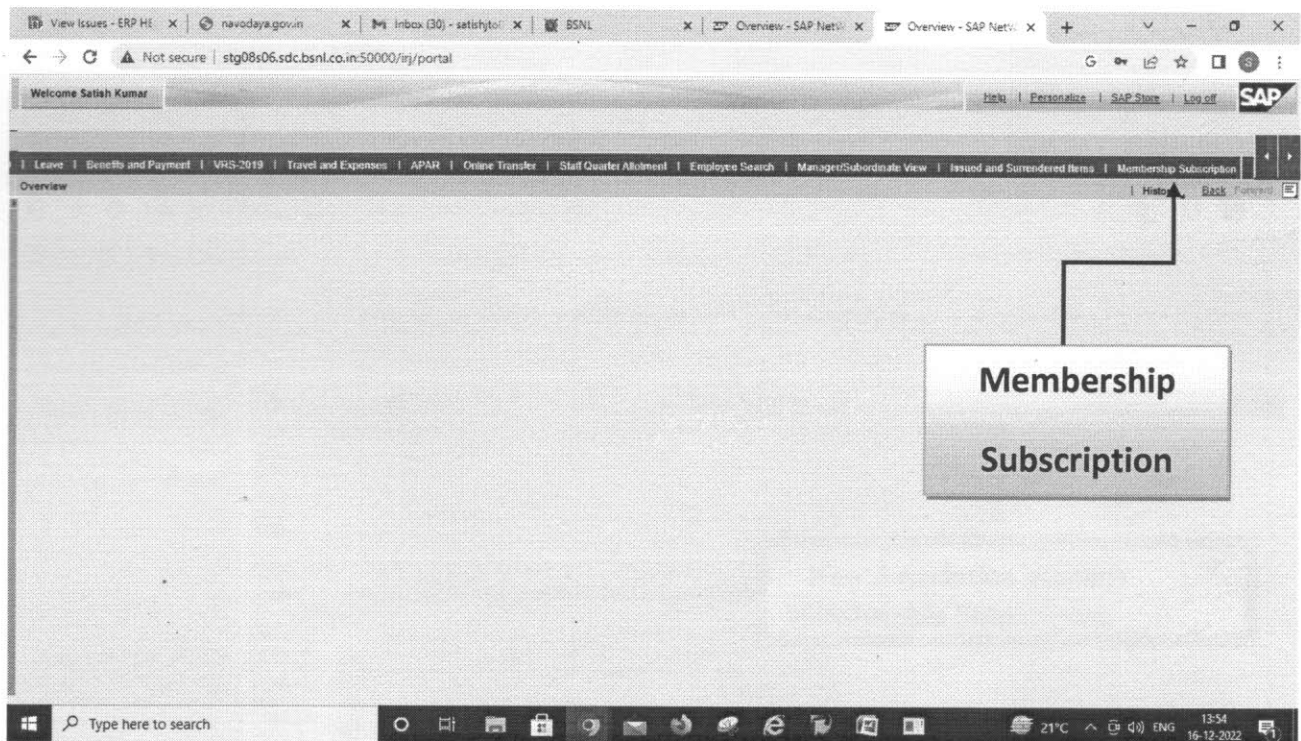 View Issues - ERP HE
navodaya.gov.in
Inbox (30) - satishjto
BSNL
Overview - SAP NetW
Overview - SAP NetW
Not secure | stg08s06.sdc.bsnl.co.in:50000/irj/portal
G
S
Welcome Satish Kumar
Help | Personalize | SAP Store | Log off
SAP
| Leave | Benefits and Payment | VRS-2019 | Travel and Expenses | APAR | Online Transfer | Staff Quarter Allotment | Employee Search | Manager/Subordinate View | Issued and Surrendered Items | Membership Subscription
Overview
| History Back Forward
Membership
Subscription
Type here to search
21°C
ENG
13:54
16-12-2022